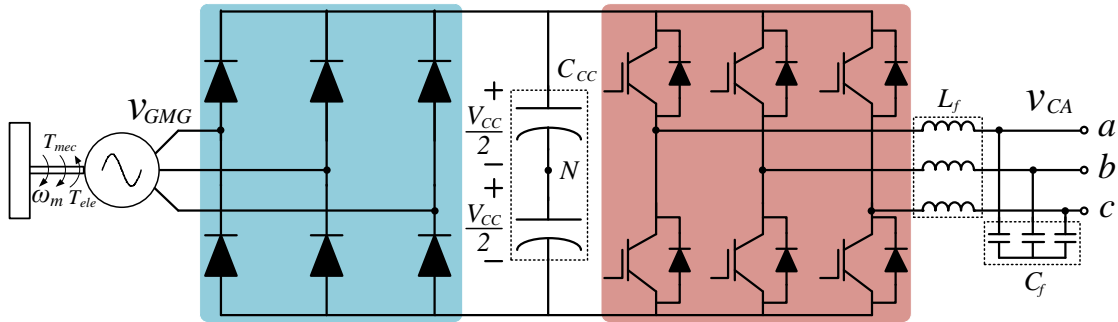 T_mec
ω_m
T_ele
v_GMG
+
V_CC
2
−
+
V_CC
2
−
C_CC
N
L_f
v_CA
a
b
c
C_f